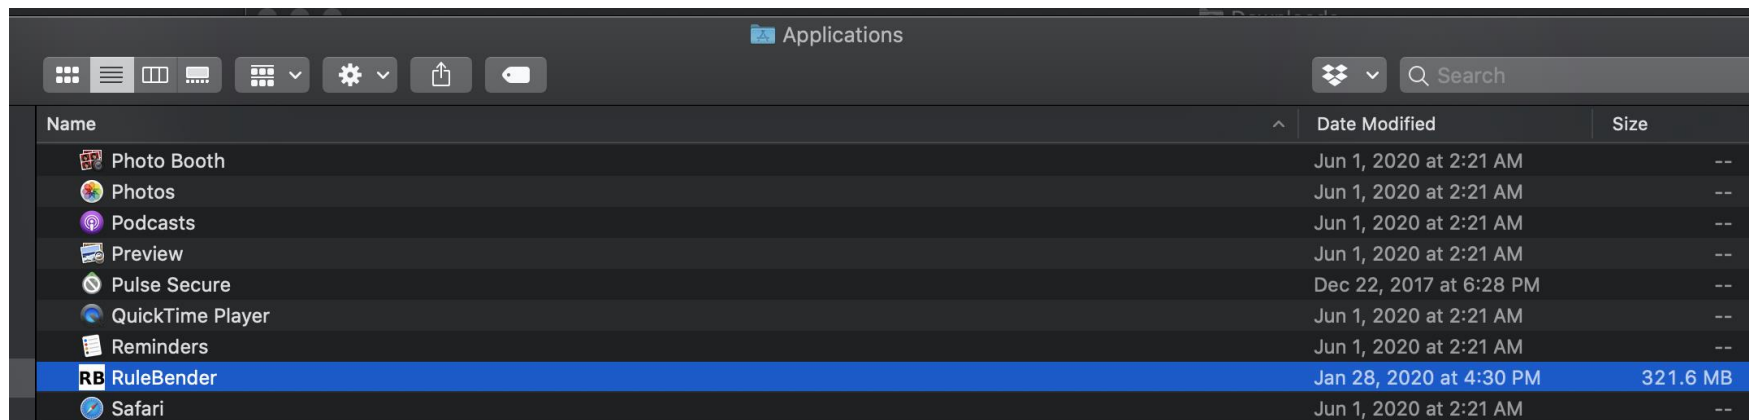 Downloads
Applications
Search
Name Date Modified Size
Photo Booth Jun 1, 2020 at 2:21 AM --
Photos Jun 1, 2020 at 2:21 AM --
Podcasts Jun 1, 2020 at 2:21 AM --
Preview Jun 1, 2020 at 2:21 AM --
Pulse Secure Dec 22, 2017 at 6:28 PM --
QuickTime Player Jun 1, 2020 at 2:21 AM --
Reminders Jun 1, 2020 at 2:21 AM --
RB RuleBender Jan 28, 2020 at 4:30 PM 321.6 MB
Safari Jun 1, 2020 at 2:21 AM --